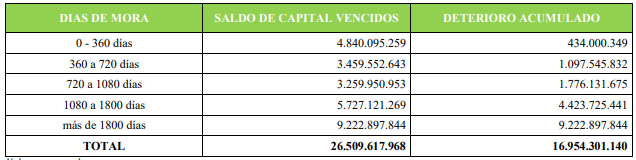 DIAS DE MORA SALDO DE CAPITAL VENCIDOS DETERIORO ACUMULADO
0 - 360 días 4.840.095.259 434.000.349
360 a 720 días 3.459.552.643 1.097.545.832
720 a 1080 días 3.259.950.953 1.776.131.675
1080 a 1800 días 5.727.121.269 4.423.725.441
más de 1800 días 9.222.897.844 9.222.897.844
TOTAL 26.509.617.968 16.954.301.140